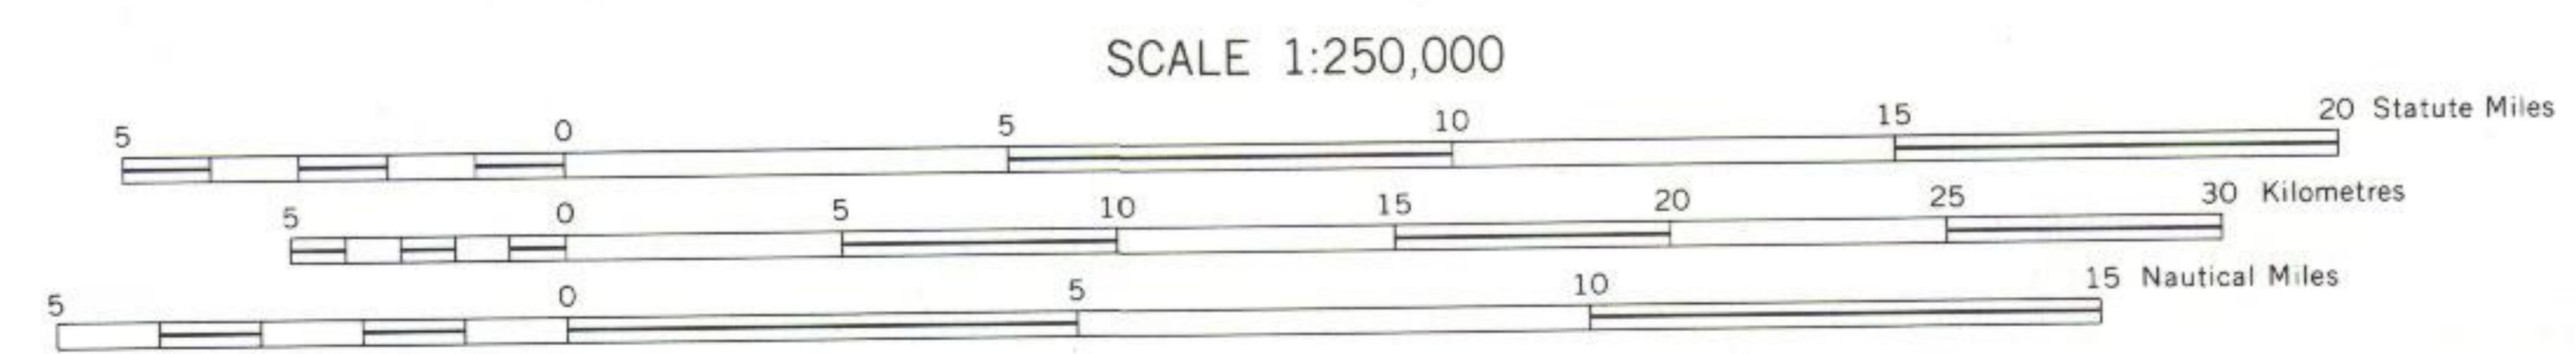 SCALE 1:250,000
5 0 5 10 15 20 Statute Miles
5 0 5 10 15 20 25 30 Kilometres
5 0 5 10 15 Nautical Miles